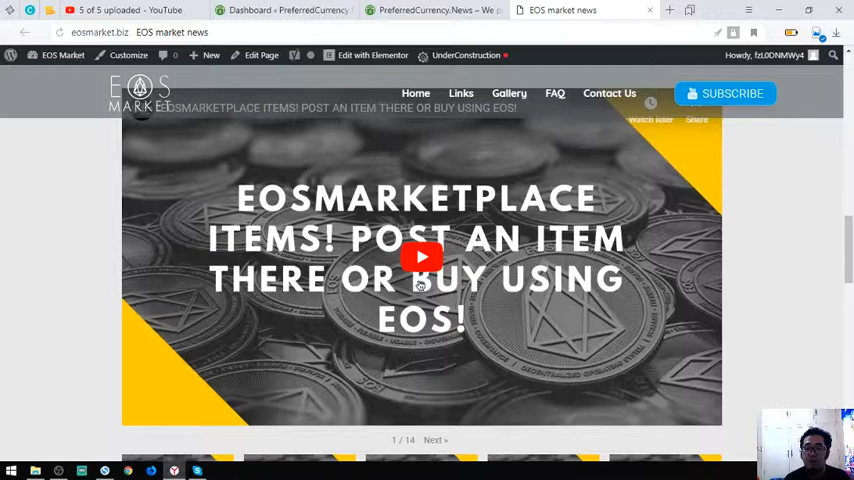 5 of 5 uploaded - YouTube
Dashboard ‹ PreferredCurrency
PreferredCurrency.News – We p
EOS market news
eosmarket.biz EOS market news
EOS Market
Customize
0
New
Edit Page
Edit with Elementor
UnderConstruction
Howdy, fzL0DNMWy4
EOS
MARKET
Home
Links
Gallery
FAQ
Contact Us
SUBSCRIBE
EOSMARKETPLACE ITEMS! POST AN ITEM THERE OR BUY USING EOS!
Watch later
Share
EOSMARKETPLACE
ITEMS! POST AN ITEM
THERE OR BUY USING
EOS!
1 / 14 Next »